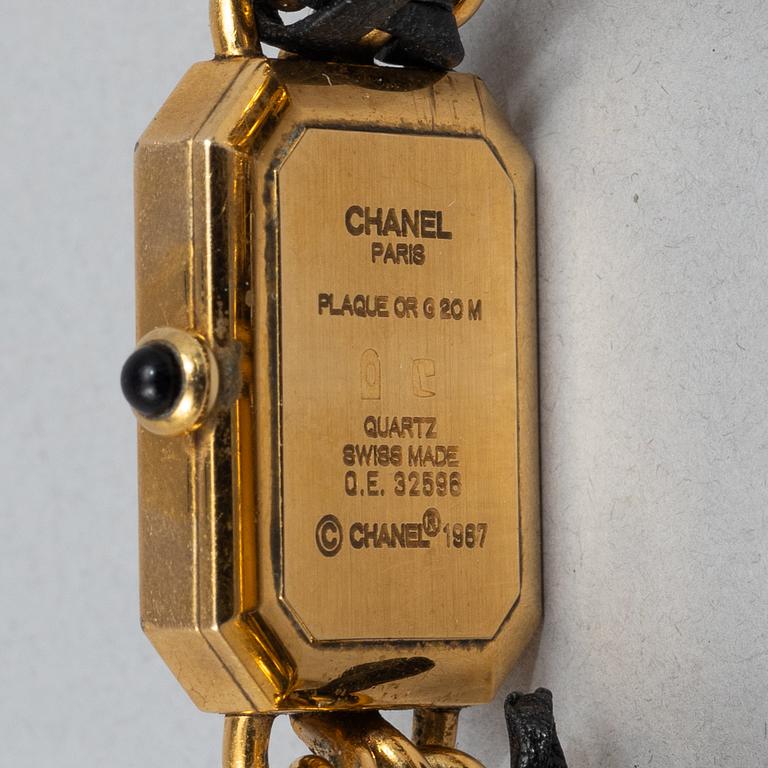 CHANEL
PARIS
PLAQUE OR G 20 M
QUARTZ
SWISS MADE
Q.E. 32596
© CHANEL® 1987